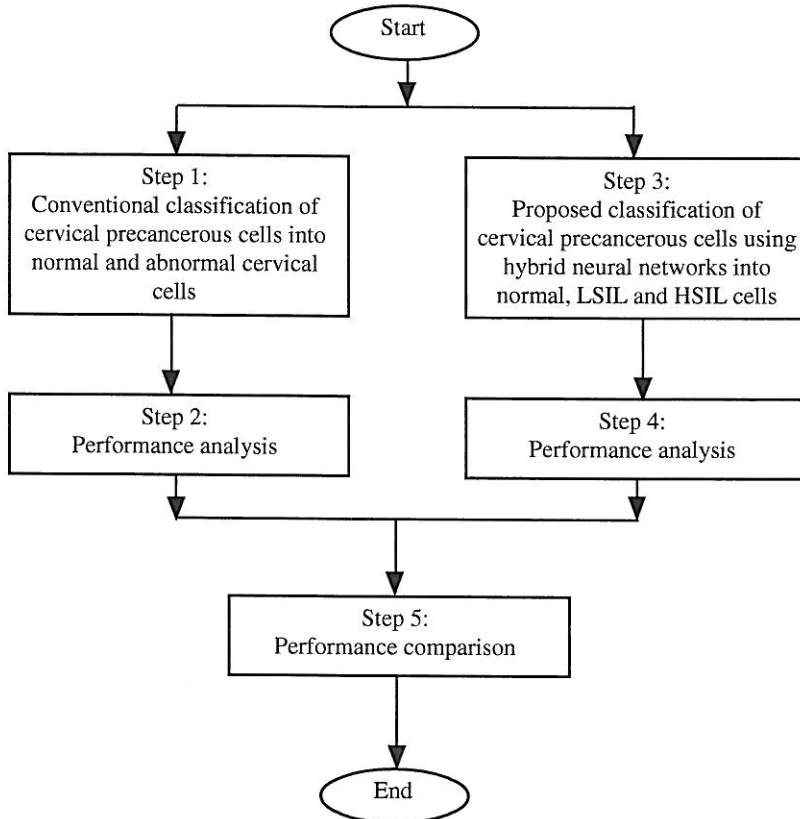 Start
Step 1:
Conventional classification of
cervical precancerous cells into
normal and abnormal cervical
cells
Step 3:
Proposed classification of
cervical precancerous cells using
hybrid neural networks into
normal, LSIL and HSIL cells
Step 2:
Performance analysis
Step 4:
Performance analysis
Step 5:
Performance comparison
End